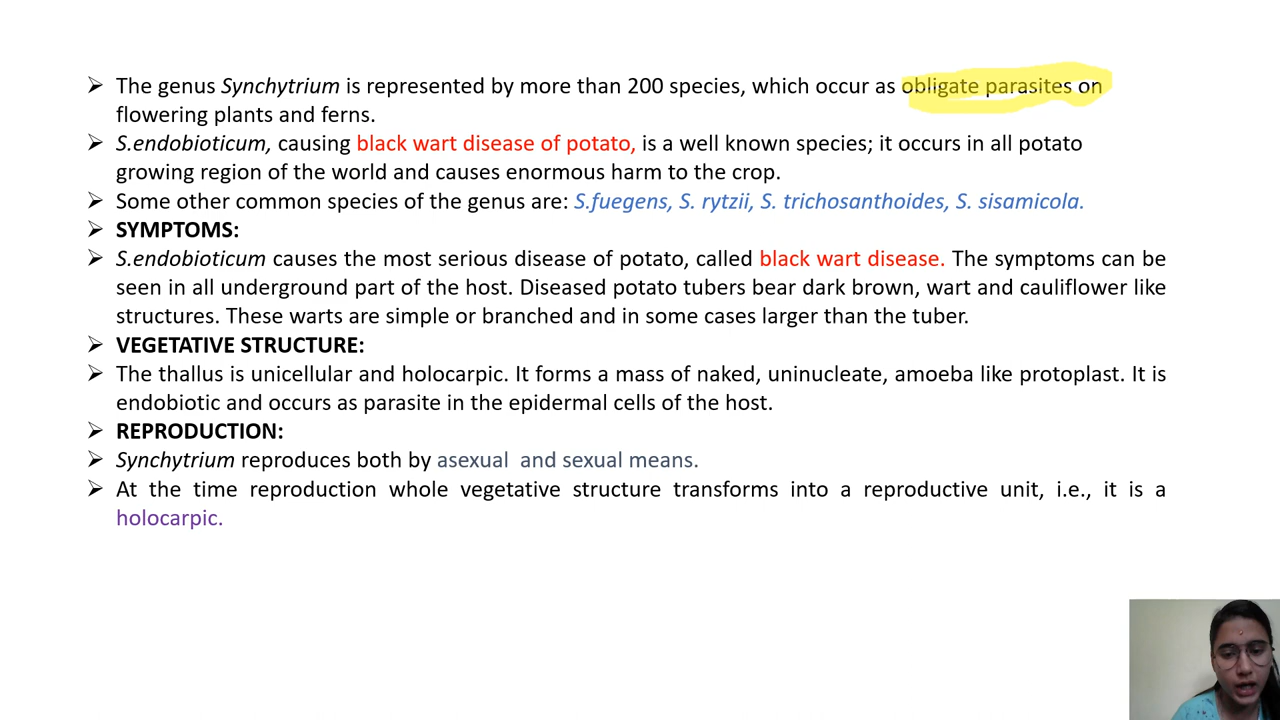 ➢ The genus Synchytrium is represented by more than 200 species, which occur as obligate parasites on
flowering plants and ferns.
➢ S.endobioticum, causing black wart disease of potato, is a well known species; it occurs in all potato
growing region of the world and causes enormous harm to the crop.
➢ Some other common species of the genus are: S.fuegens, S. rytzii, S. trichosanthoides, S. sisamicola.
➢ SYMPTOMS:
➢ S.endobioticum causes the most serious disease of potato, called black wart disease. The symptoms can be
seen in all underground part of the host. Diseased potato tubers bear dark brown, wart and cauliflower like
structures. These warts are simple or branched and in some cases larger than the tuber.
➢ VEGETATIVE STRUCTURE:
➢ The thallus is unicellular and holocarpic. It forms a mass of naked, uninucleate, amoeba like protoplast. It is
endobiotic and occurs as parasite in the epidermal cells of the host.
➢ REPRODUCTION:
➢ Synchytrium reproduces both by asexual and sexual means.
➢ At the time reproduction whole vegetative structure transforms into a reproductive unit, i.e., it is a
holocarpic.